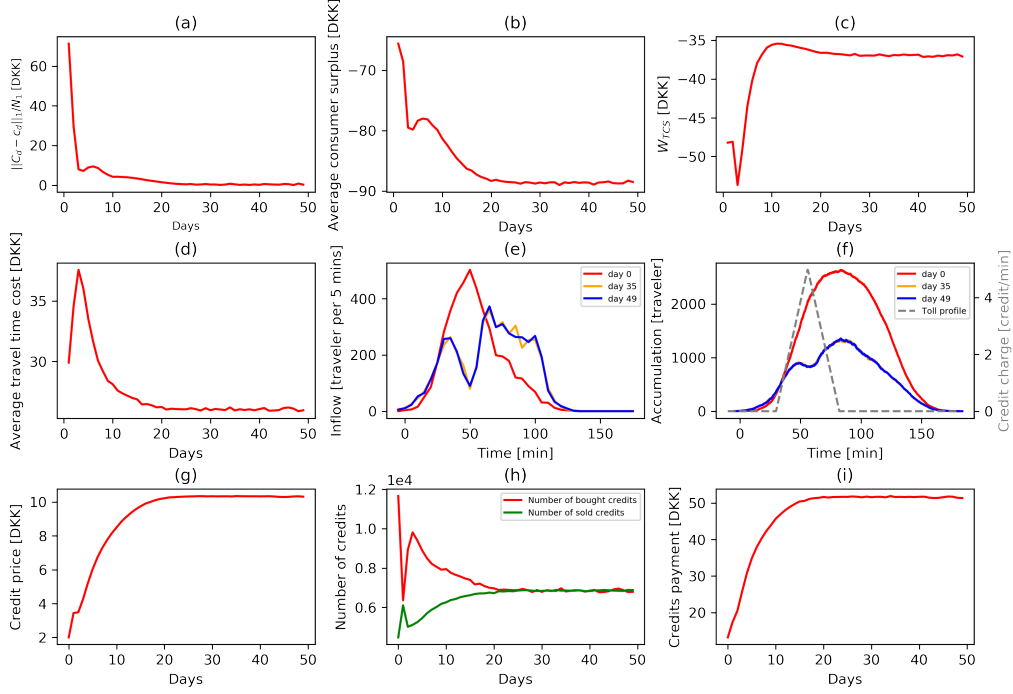 (a)
||C_d − c_d||_1/N_1 [DKK]
60
40
20
0
0 10 20 30 40 50
Days
(b)
Average consumer surplus [DKK]
−70
−80
−90
0 10 20 30 40 50
Days
(c)
W_TCS [DKK]
−35
−40
−45
−50
0 10 20 30 40 50
Days
(d)
Average travel time cost [DKK]
35
30
0 10 20 30 40 50
Days
(e)
Inflow [traveler per 5 mins]
400
200
0
0 50 100 150
Time [min]
day 0
day 35
day 49
(f)
Accumulation [traveler]
2000
1000
0
0 50 100 150
Time [min]
day 0
day 35
day 49
Toll profile
4
2
0
Credit charge [credit/min]
(g)
Credit price [DKK]
10
8
6
4
2
0 10 20 30 40 50
Days
(h)
1e4
Number of credits
1.2
1.0
0.8
0.6
0 10 20 30 40 50
Days
Number of bought credits
Number of sold credits
(i)
Credits payment [DKK]
50
40
30
20
0 10 20 30 40 50
Days